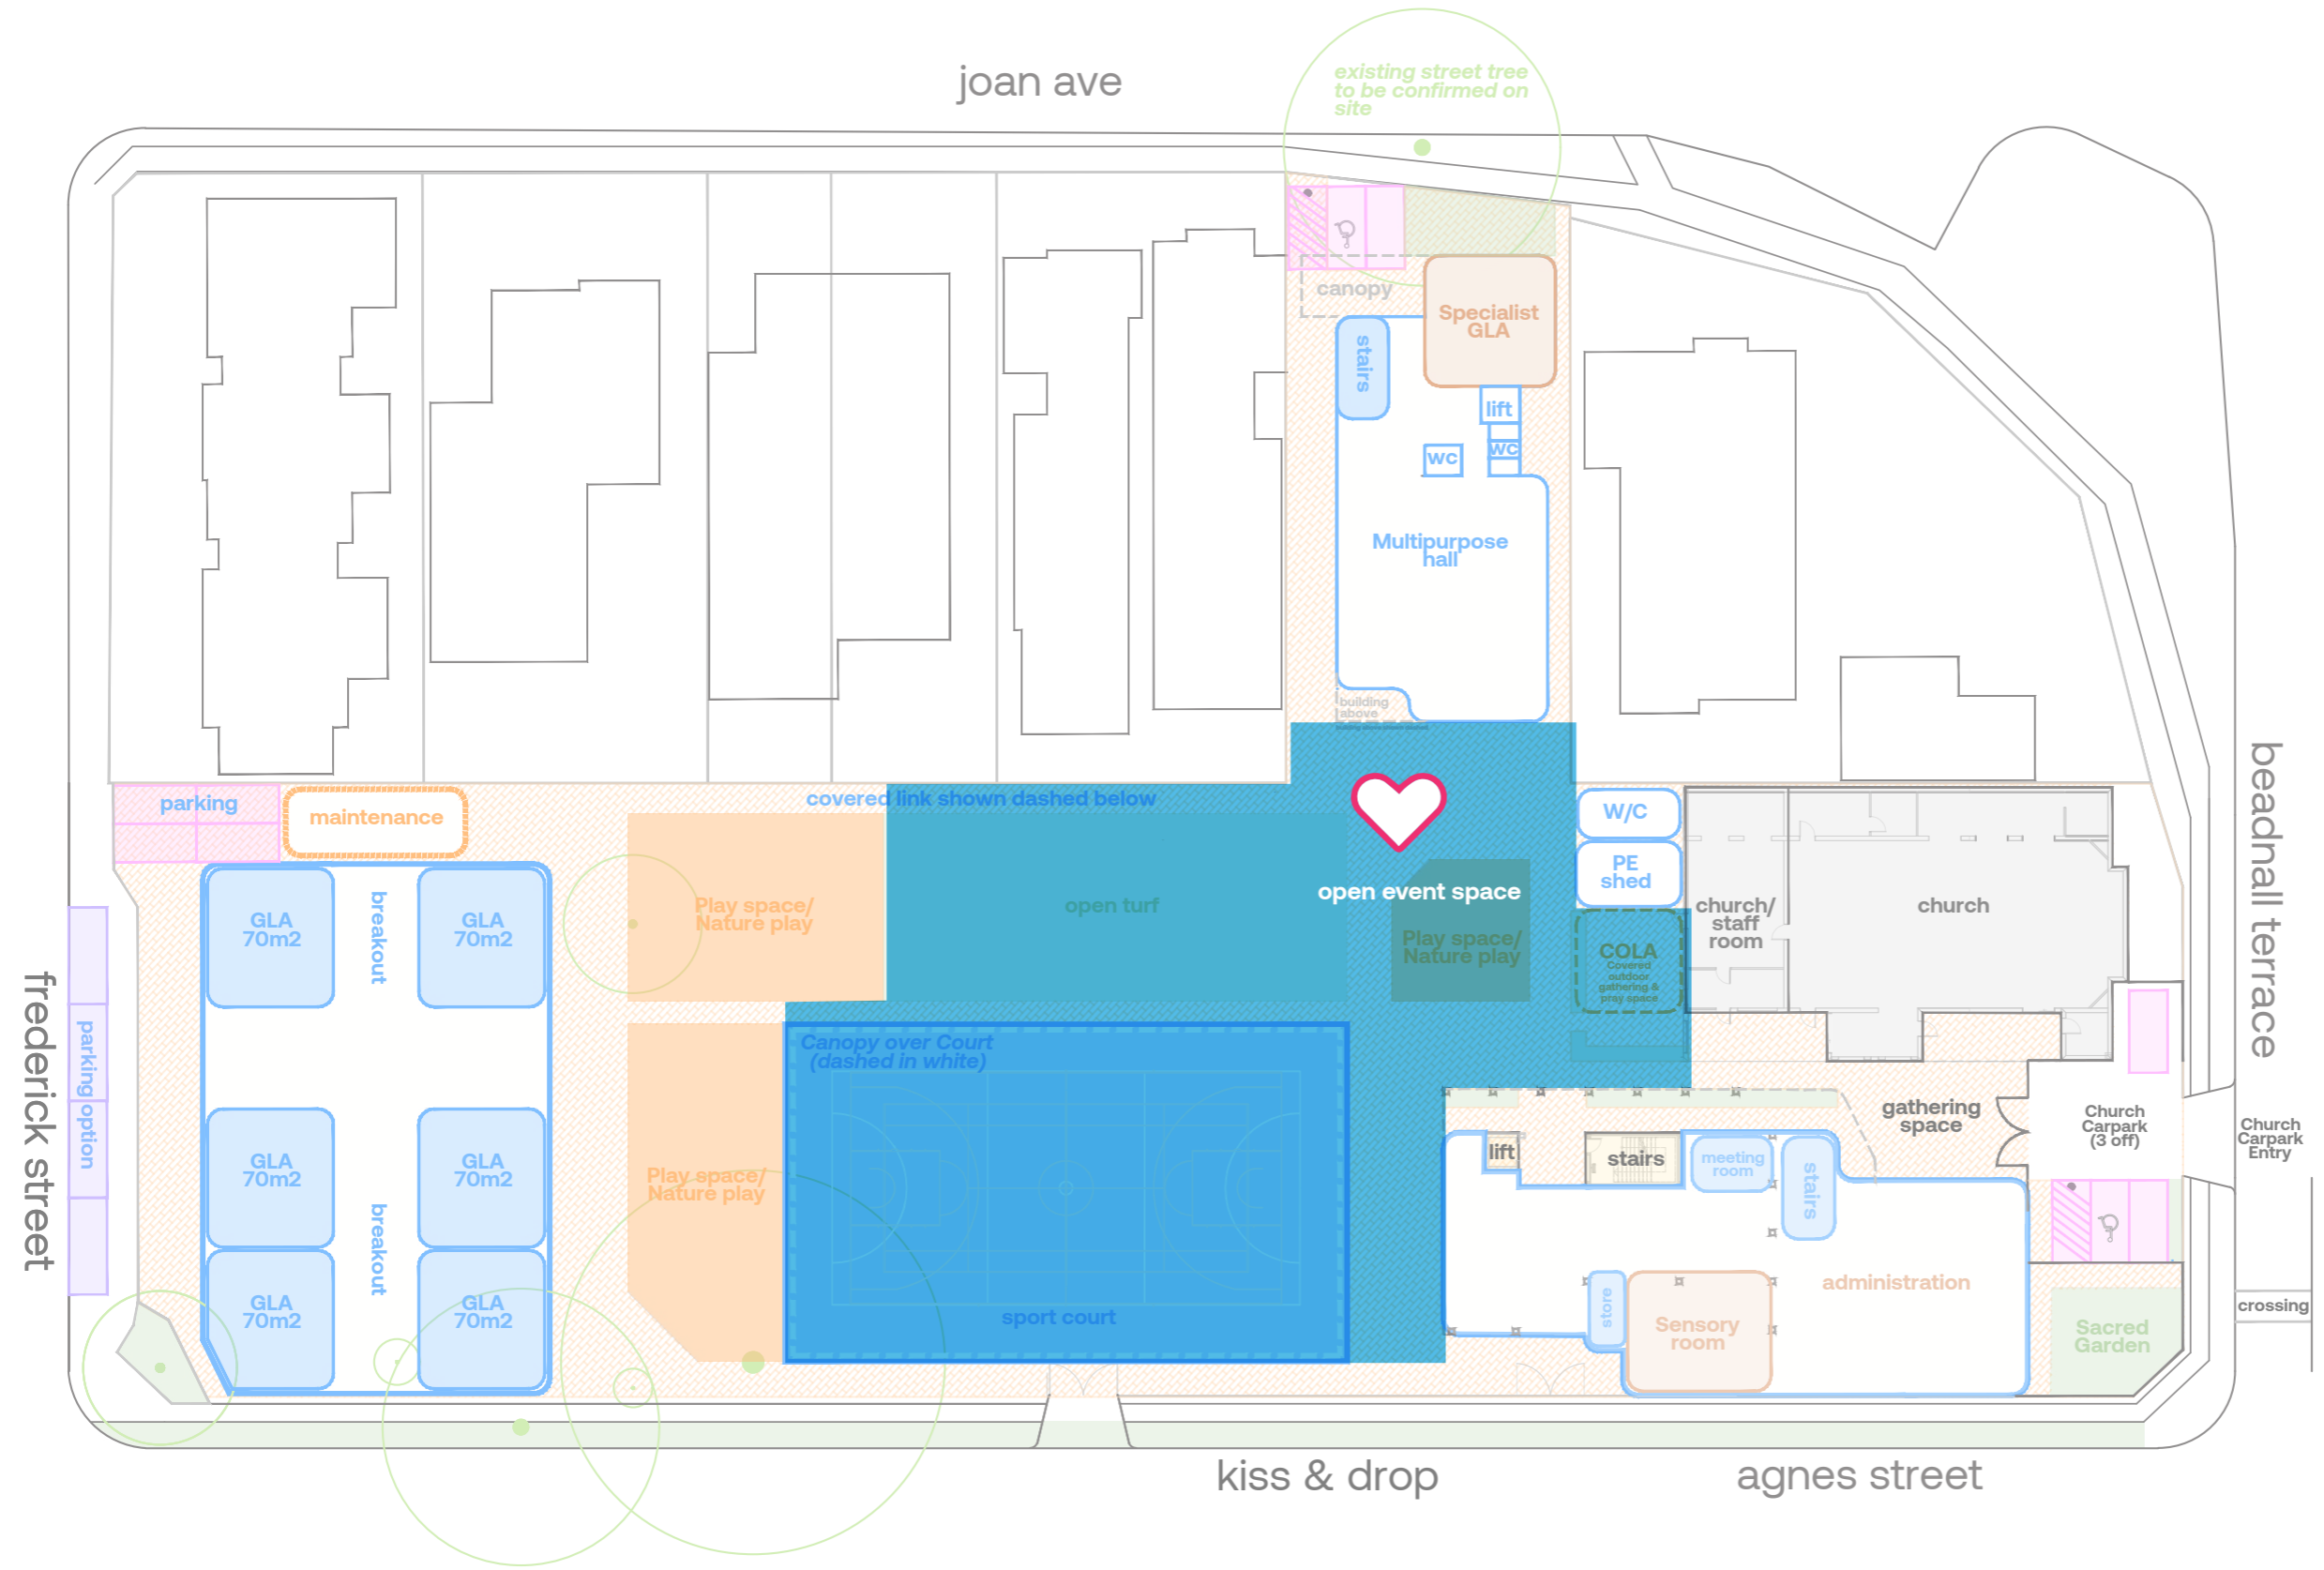 joan ave
existing street tree
to be confirmed on
site
canopy
Specialist
GLA
stairs
lift
wc
wc
Multipurpose
hall
building
above
parking
maintenance
covered link shown dashed below
W/C
PE
shed
GLA
70m2
breakout
GLA
70m2
Play space/
Nature play
open turf
open event space
Play space/
Nature play
COLA
Covered
outdoor
gathering &
pray space
church/
staff
room
church
beadnall terrace
frederick street
parking option
Canopy over Court
(dashed in white)
gathering
space
Church
Carpark
(3 off)
Church
Carpark
Entry
GLA
70m2
GLA
70m2
Play space/
Nature play
lift
stairs
meeting
room
stairs
breakout
GLA
70m2
GLA
70m2
sport court
store
Sensory
room
administration
crossing
Sacred
Garden
kiss & drop
agnes street